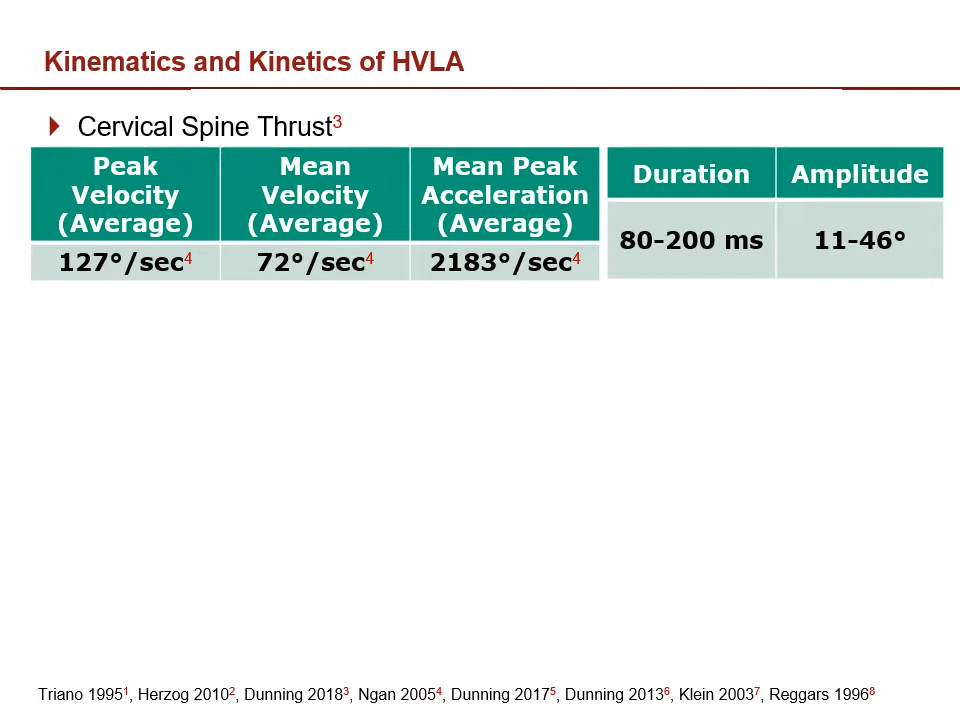 Kinematics and Kinetics of HVLA
Cervical Spine Thrust³
Peak
Velocity
(Average)
Mean
Velocity
(Average)
Mean Peak
Acceleration
(Average)
Duration
Amplitude
127°/sec⁴
72°/sec⁴
2183°/sec⁴
80-200 ms
11-46°
Triano 1995¹, Herzog 2010², Dunning 2018³, Ngan 2005⁴, Dunning 2017⁵, Dunning 2013⁶, Klein 2003⁷, Reggars 1996⁸